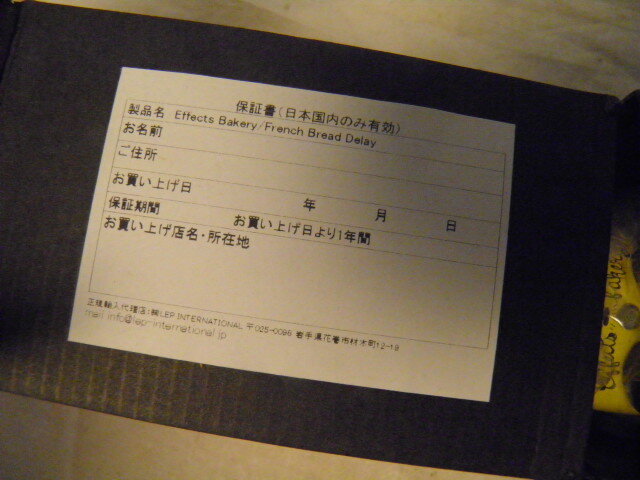 保証書(日本国内のみ有効)
製品名 Effects Bakery/French Bread Delay
お名前
ご住所
お買い上げ日 年 月 日
保証期間 お買い上げ日より1年間
お買い上げ店名・所在地
正規輸入代理店:㈱LEP INTERNATIONAL 〒025-0096 岩手県花巻市材木町12-19
mail info@lep-international.jp
Effects Bakery